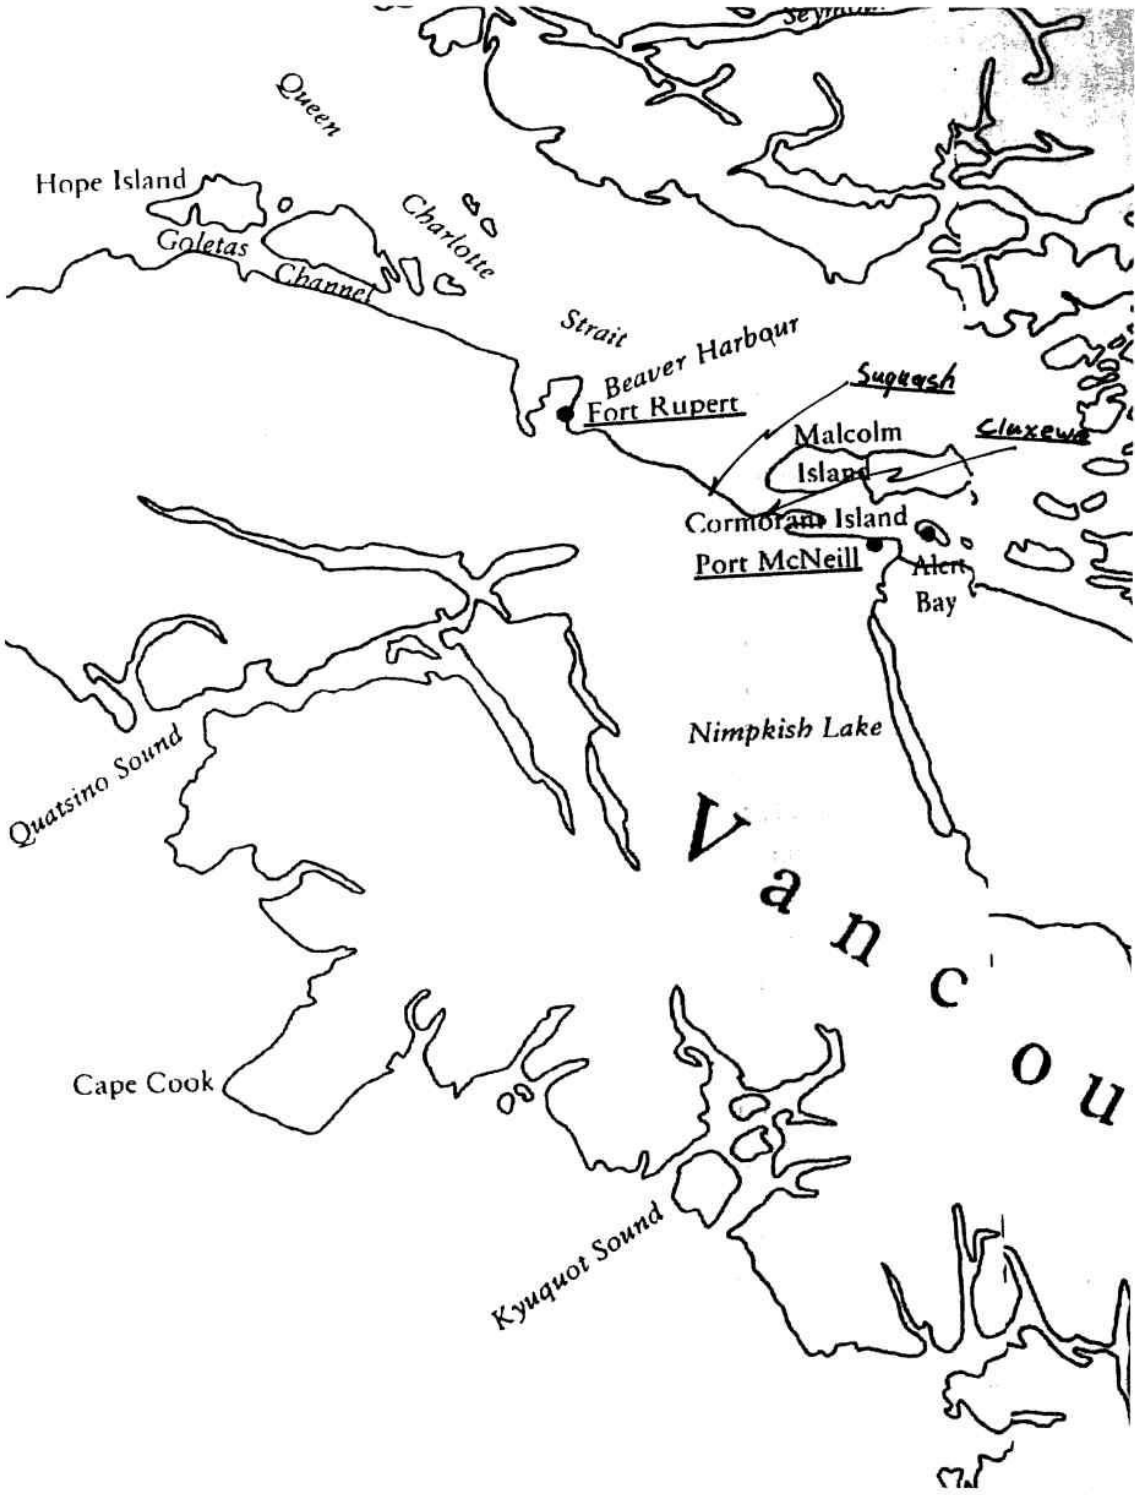 Queen
Hope Island
Charlotte
Goletas
Channel
Strait
Beaver Harbour
Suquash
Fort Rupert
Malcolm
Cluxewe
Island
Cormorant Island
Port McNeill
Alert
Bay
Nimpkish Lake
Quatsino Sound
Vancou
Cape Cook
Kyuquot Sound